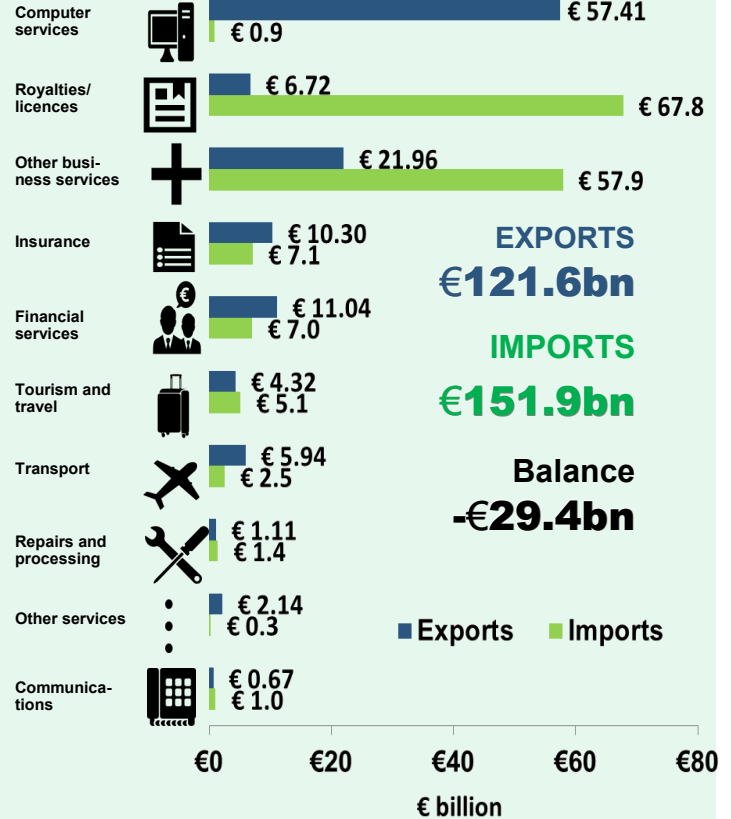 Computer
services
€ 57.41
€ 0.9
Royalties/
licences
€ 6.72
€ 67.8
Other busi-
ness services
€ 21.96
€ 57.9
Insurance
€ 10.30
€ 7.1
EXPORTS
€121.6bn
Financial
services
€
€ 11.04
€ 7.0
IMPORTS
€151.9bn
Tourism and
travel
€ 4.32
€ 5.1
Transport
€ 5.94
€ 2.5
Balance
-€29.4bn
Repairs and
processing
€ 1.11
€ 1.4
Other services
€ 2.14
€ 0.3
Exports
Imports
Communica-
tions
€ 0.67
€ 1.0
€0 €20 €40 €60 €80
€ billion